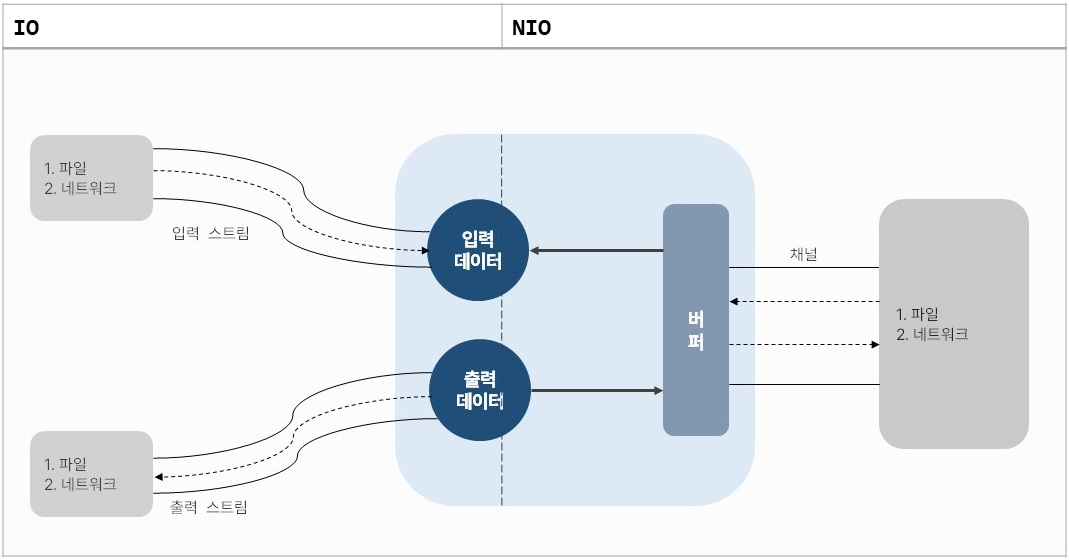 IO
NIO
1. 파일
2. 네트워크
입력 스트림
입력
데이터
출력
데이터
1. 파일
2. 네트워크
출력 스트림
버
퍼
채널
1. 파일
2. 네트워크